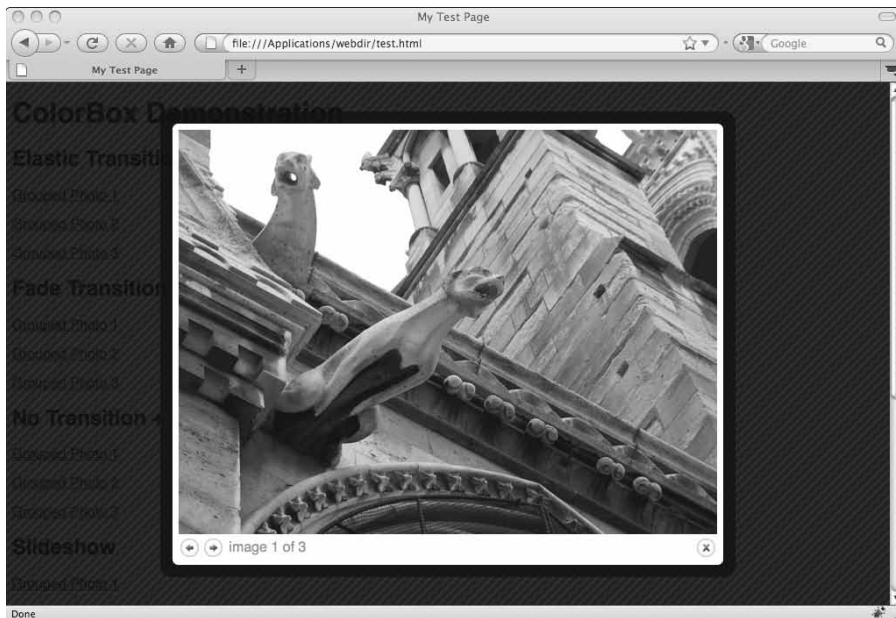 My Test Page
file:///Applications/webdir/test.html
Google
My Test Page
ColorBox Demonstration
Elastic Transition
Grouped Photo 1
Grouped Photo 2
Grouped Photo 3
Fade Transition
Grouped Photo 1
Grouped Photo 2
Grouped Photo 3
No Transition +
Grouped Photo 1
Grouped Photo 2
Grouped Photo 3
Slideshow
Grouped Photo 1
image 1 of 3
Done